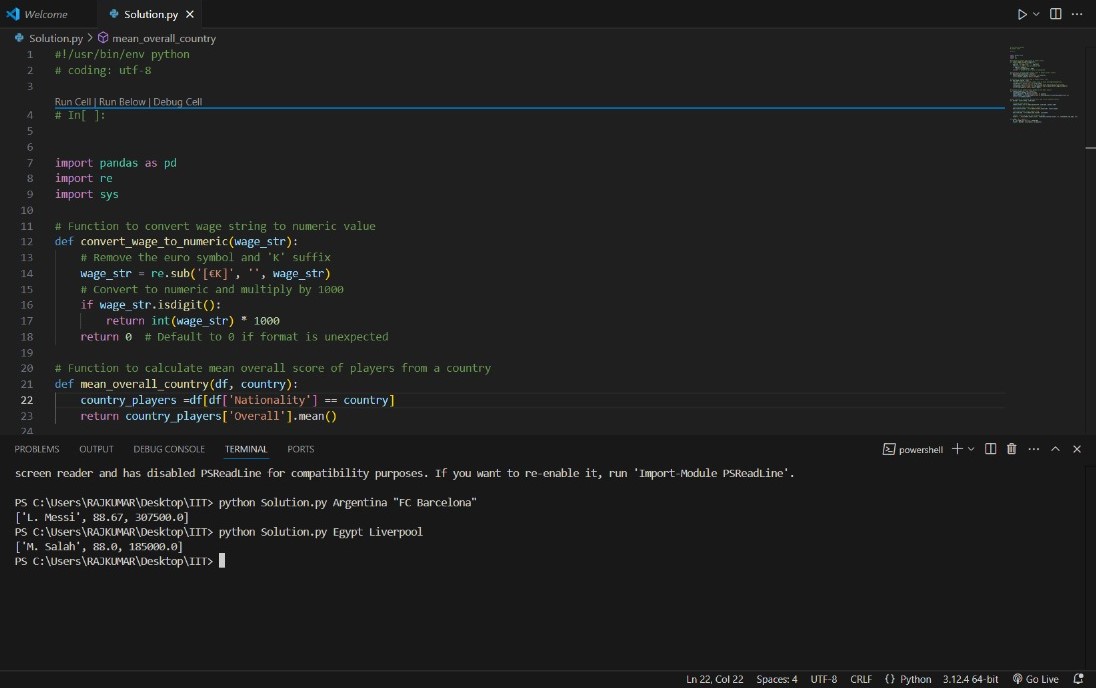 Welcome
Solution.py
Solution.py > mean_overall_country
1 #!/usr/bin/env python
2 # coding: utf-8
3
Run Cell | Run Below | Debug Cell
4 # In[ ]:
5
6
7 import pandas as pd
8 import re
9 import sys
10
11 # Function to convert wage string to numeric value
12 def convert_wage_to_numeric(wage_str):
13     # Remove the euro symbol and 'K' suffix
14     wage_str = re.sub('[€K]', '', wage_str)
15     # Convert to numeric and multiply by 1000
16     if wage_str.isdigit():
17         return int(wage_str) * 1000
18     return 0  # Default to 0 if format is unexpected
19
20 # Function to calculate mean overall score of players from a country
21 def mean_overall_country(df, country):
22     country_players =df[df['Nationality'] == country]
23     return country_players['Overall'].mean()
24
PROBLEMS OUTPUT DEBUG CONSOLE TERMINAL PORTS powershell
screen reader and has disabled PSReadLine for compatibility purposes. If you want to re-enable it, run 'Import-Module PSReadLine'.
PS C:\Users\RAJKUMAR\Desktop\IIT> python Solution.py Argentina "FC Barcelona"
['L. Messi', 88.67, 307500.0]
PS C:\Users\RAJKUMAR\Desktop\IIT> python Solution.py Egypt Liverpool
['M. Salah', 88.0, 185000.0]
PS C:\Users\RAJKUMAR\Desktop\IIT>
Ln 22, Col 22 Spaces: 4 UTF-8 CRLF {} Python 3.12.4 64-bit Go Live